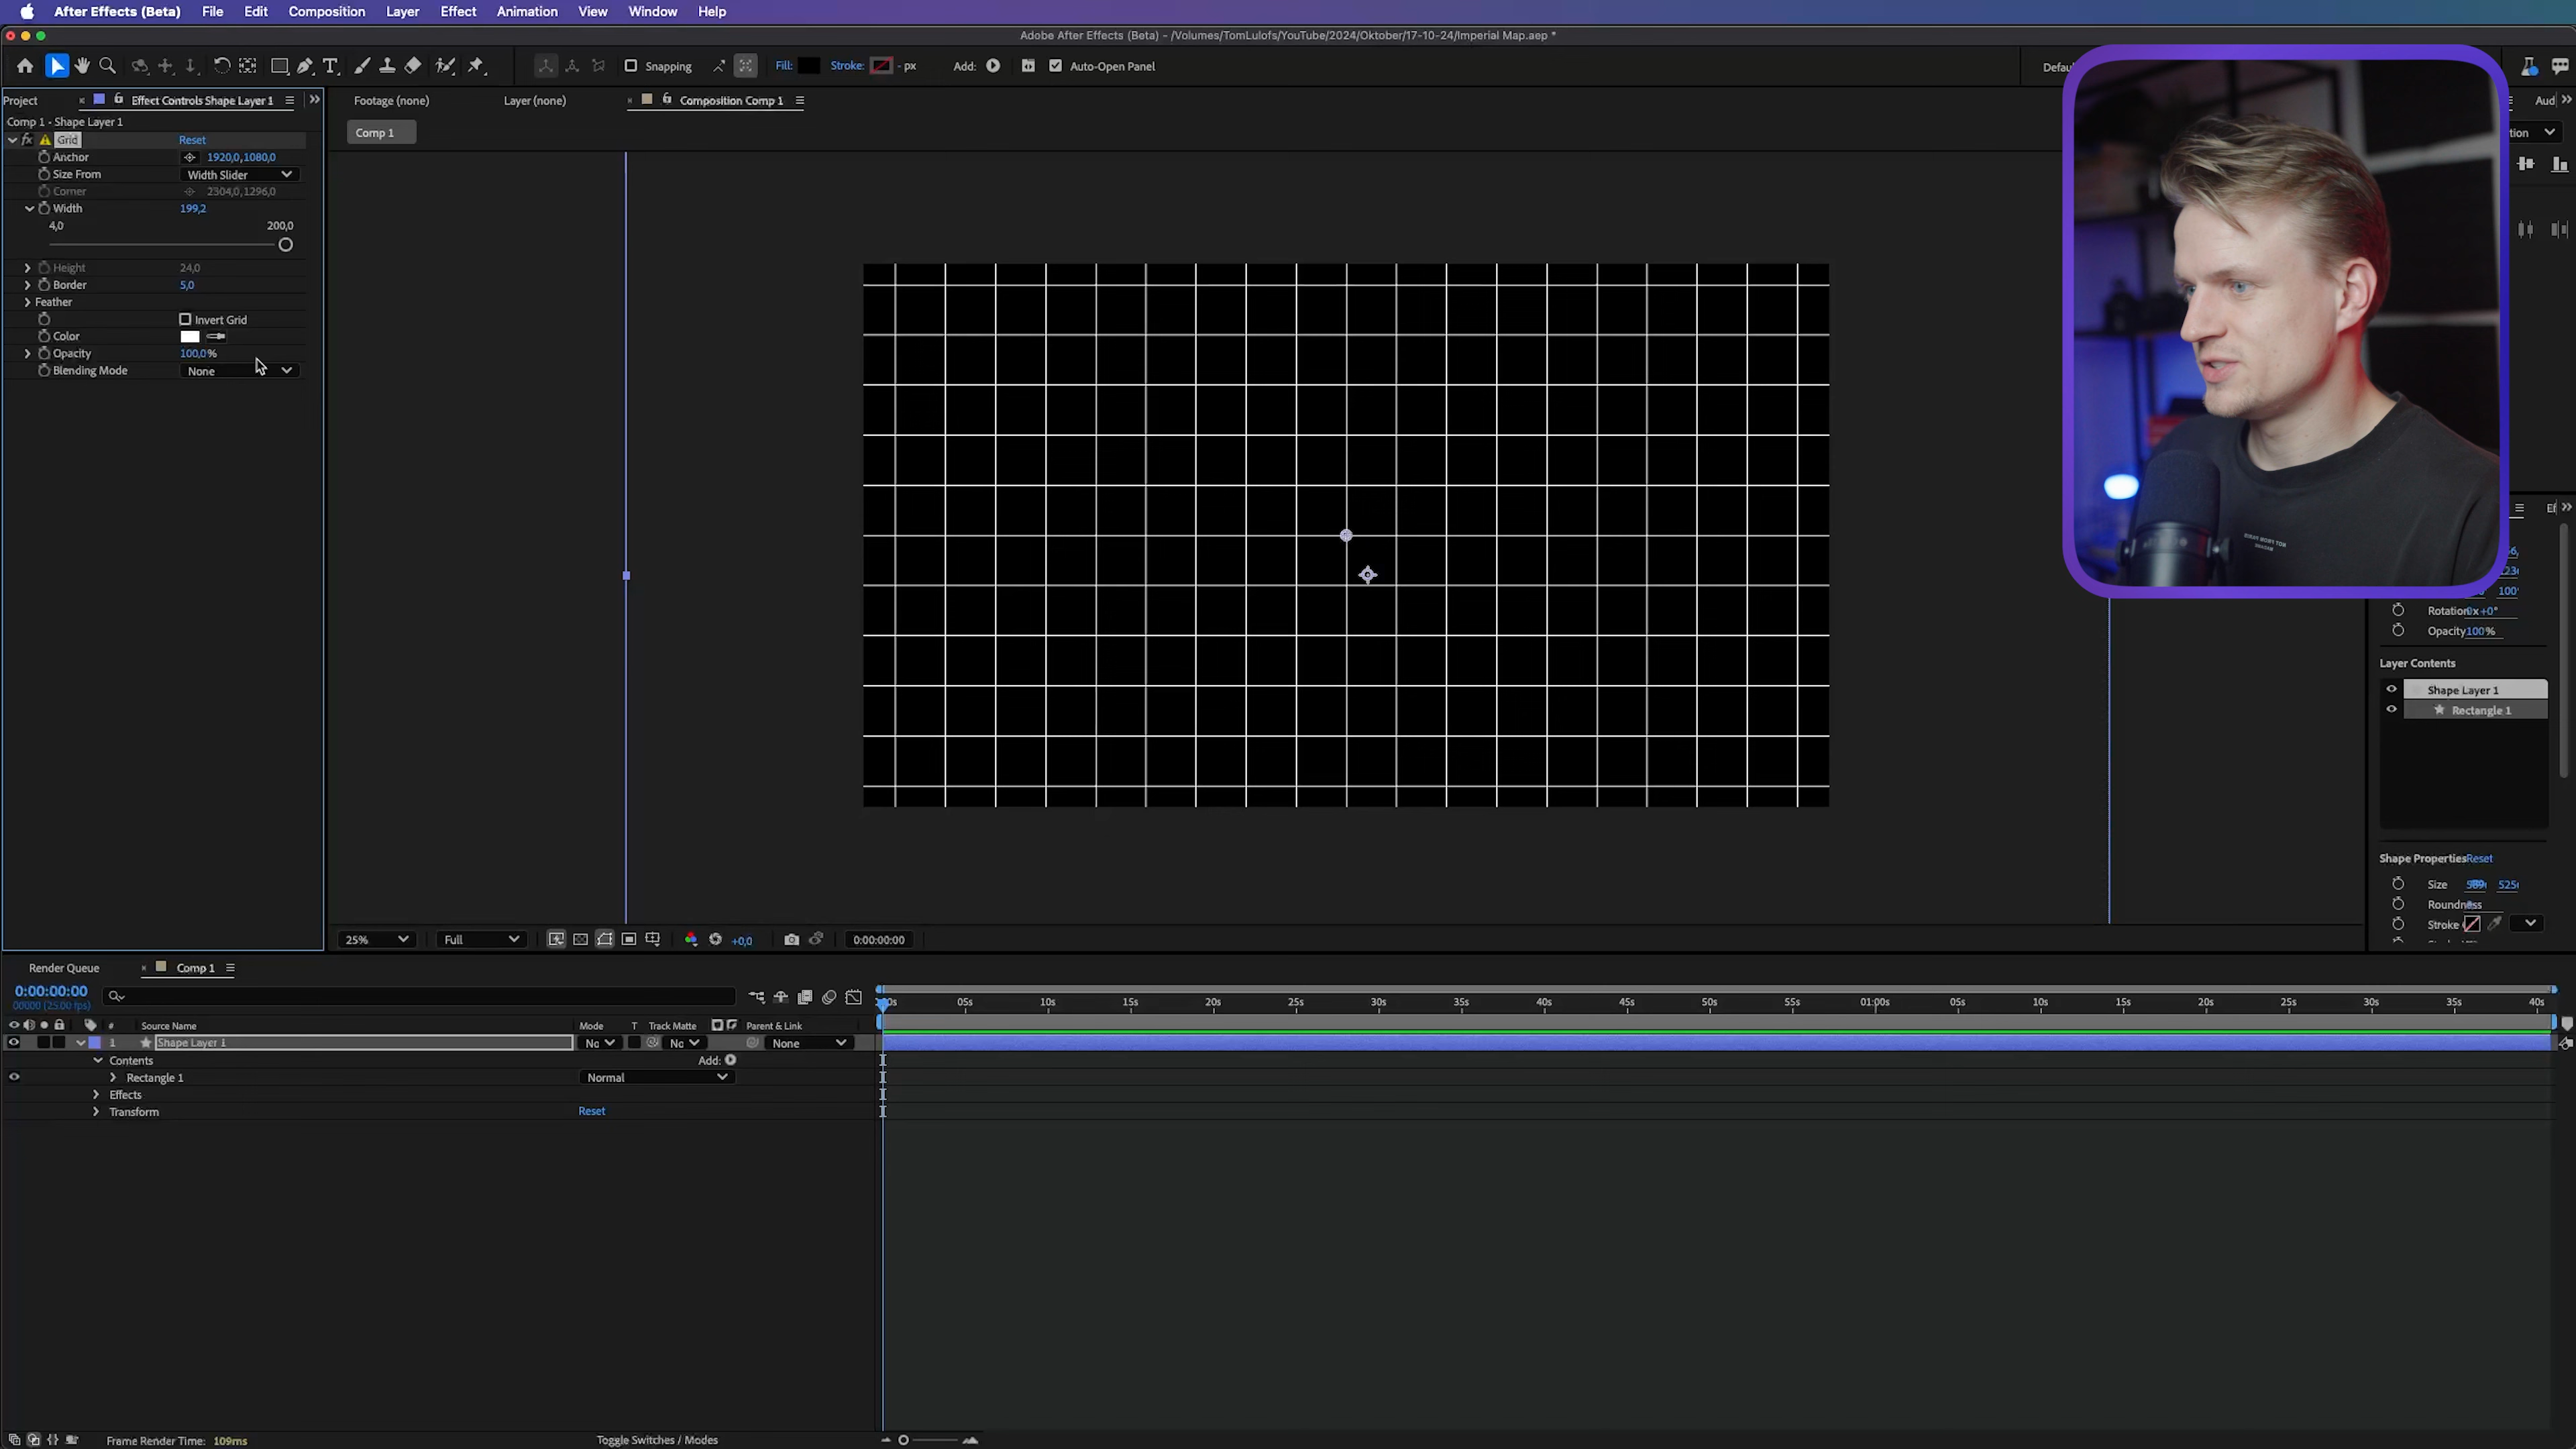 After Effects (Beta) File Edit Composition Layer Effect Animation View Window Help
Adobe After Effects (Beta) - /Volumes/TomLulofs/YouTube/2024/Oktober/17-10-24/Imperial Map.aep *
Snapping Fill: Stroke: - px Add: Auto-Open Panel
Project Effect Controls Shape Layer 1
Footage (none) Layer (none) Composition Comp 1
Aud
Comp 1 - Shape Layer 1
Comp 1
fx Grid Reset
Anchor 1920,0,1080,0
Size From Width Slider
Corner 2304,0,1296,0
Width 199,2
4,0 200,0
Height 24,0
Border 5,0
Feather
Invert Grid
Color
Opacity 100,0%
Blending Mode None
Rotation 0x +0°
Opacity 100%
Layer Contents
Shape Layer 1
Rectangle 1
Shape Properties Reset
Size
Roundness
Stroke
25% Full +0,0 0:00:00:00
Render Queue Comp 1
0:00:00:00
00000 (25.00 fps)
05s 10s 15s 20s 25s 30s 35s 40s 45s 50s 55s 01:00s 05s 10s 15s 20s 25s 30s 35s 40s
# Source Name Mode T Track Matte Parent & Link
1 Shape Layer 1 None
Contents Add:
Rectangle 1 Normal
Effects
Transform Reset
Frame Render Time: 109ms Toggle Switches / Modes